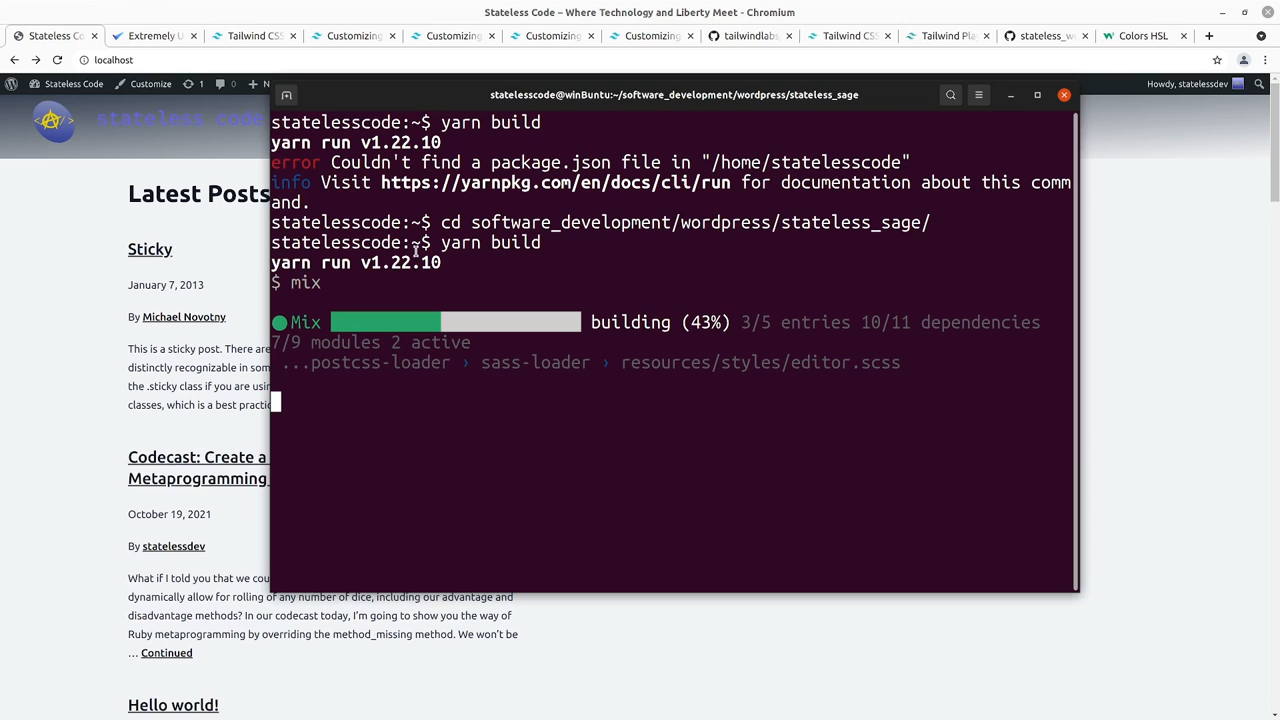 Stateless Code – Where Technology and Liberty Meet - Chromium
Stateless Co
Extremely U
Tailwind CSS
Customizing
Customizing
Customizing
Customizing
tailwindlabs
Tailwind CSS
Tailwind Pla
stateless_w
Colors HSL
localhost
Stateless Code
Customize
1
0
N
Howdy, statelessdev
stateless code
statelesscode@winBuntu:~/software_development/wordpress/stateless_sage
statelesscode:~$ yarn build
yarn run v1.22.10
error Couldn't find a package.json file in "/home/statelesscode"
info Visit https://yarnpkg.com/en/docs/cli/run for documentation about this comm
and.
statelesscode:~$ cd software_development/wordpress/stateless_sage/
statelesscode:~$ yarn build
yarn run v1.22.10
$ mix
Mix building (43%) 3/5 entries 10/11 dependencies
7/9 modules 2 active
...postcss-loader › sass-loader › resources/styles/editor.scss
Latest Posts
Sticky
January 7, 2013
By Michael Novotny
This is a sticky post. There are
distinctly recognizable in som
the .sticky class if you are usin
classes, which is a best practic
Codecast: Create a
Metaprogramming
October 19, 2021
By statelessdev
What if I told you that we cou
dynamically allow for rolling of any number of dice, including our advantage and
disadvantage methods? In our codecast today, I'm going to show you the way of
Ruby metaprogramming by overriding the method_missing method. We won't be
… Continued
Hello world!